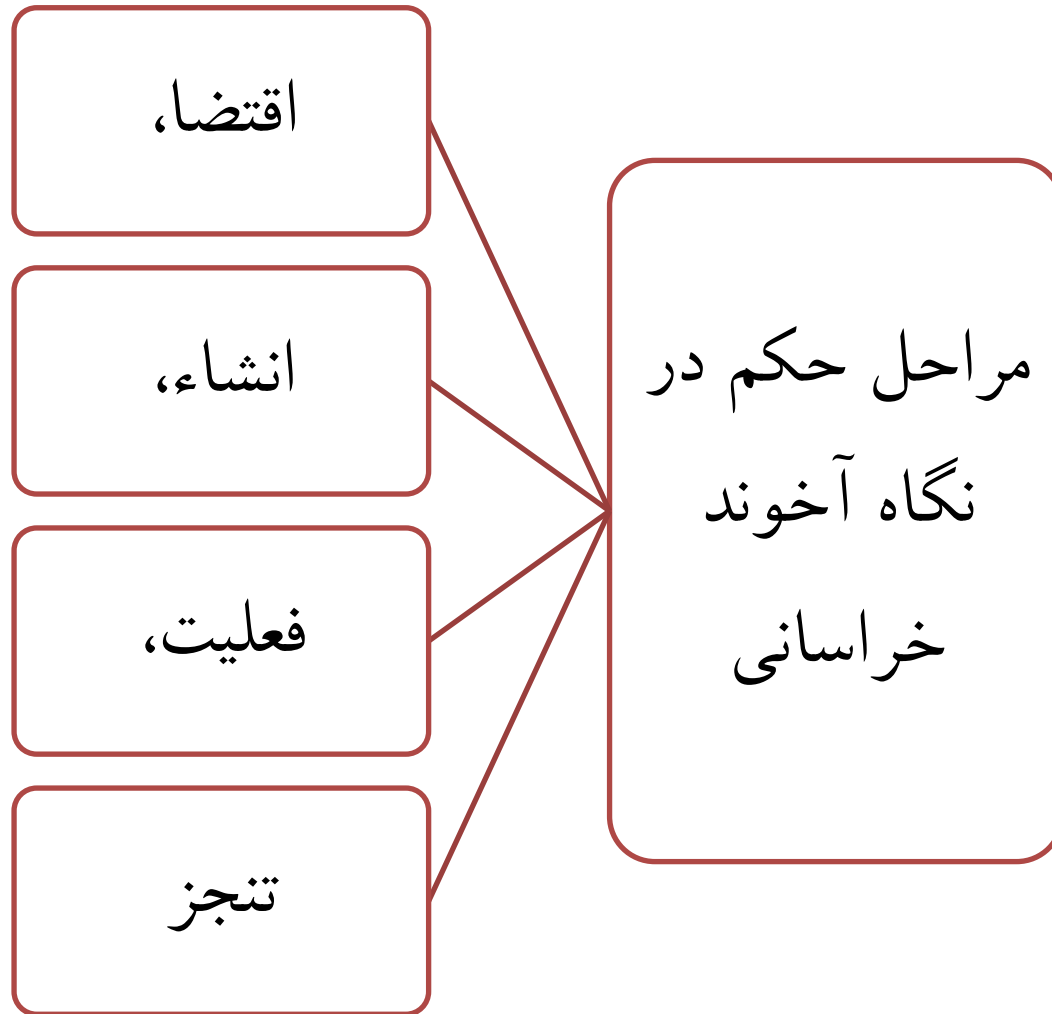 مراحل حکم در
نگاه آخوند
خراسانی
اقتضا،
انشاء،
فعلیت،
تنجز